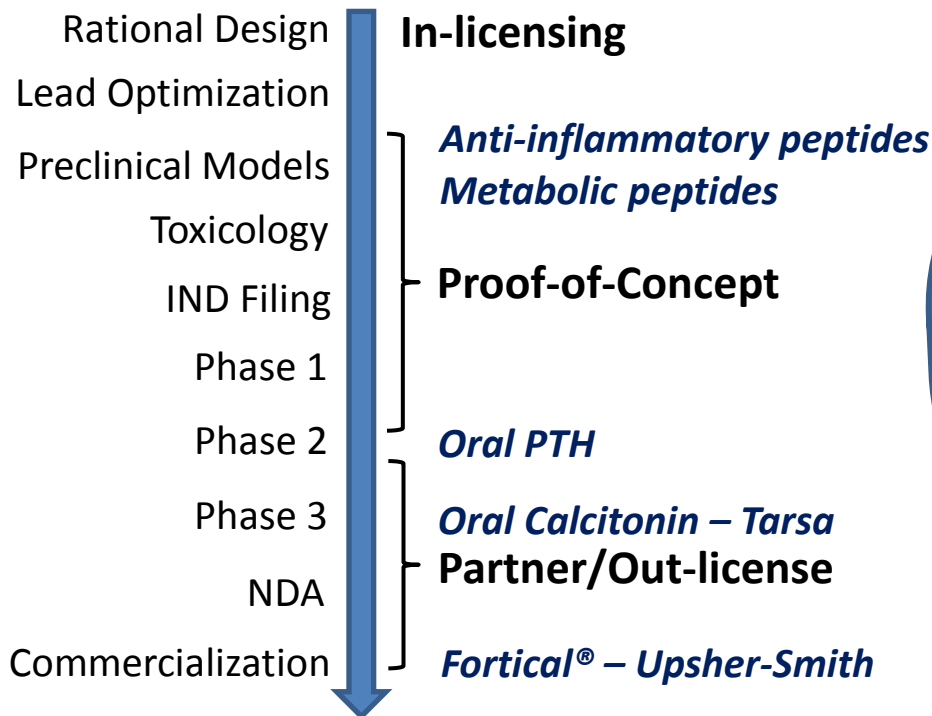 Rational Design
In-licensing
Lead Optimization
Anti-inflammatory peptides
Preclinical Models
Metabolic peptides
Toxicology
Proof-of-Concept
IND Filing
Phase 1
Phase 2
Oral PTH
Phase 3
Oral Calcitonin – Tarsa
Partner/Out-license
NDA
Commercialization
Fortical® – Upsher-Smith